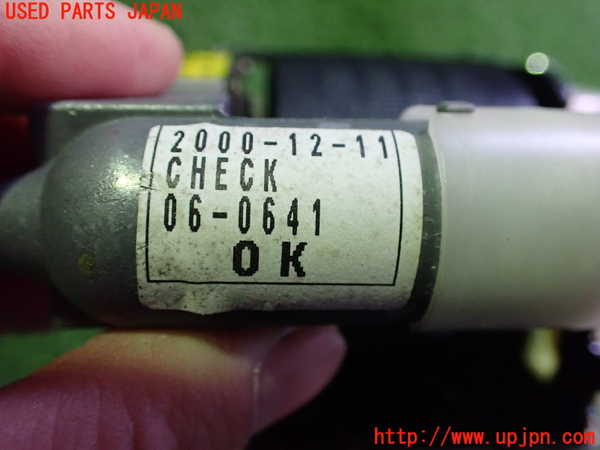 USED PARTS JAPAN
2000-12-11
CHECK
06-0641
OK
http://www.upjpn.com/